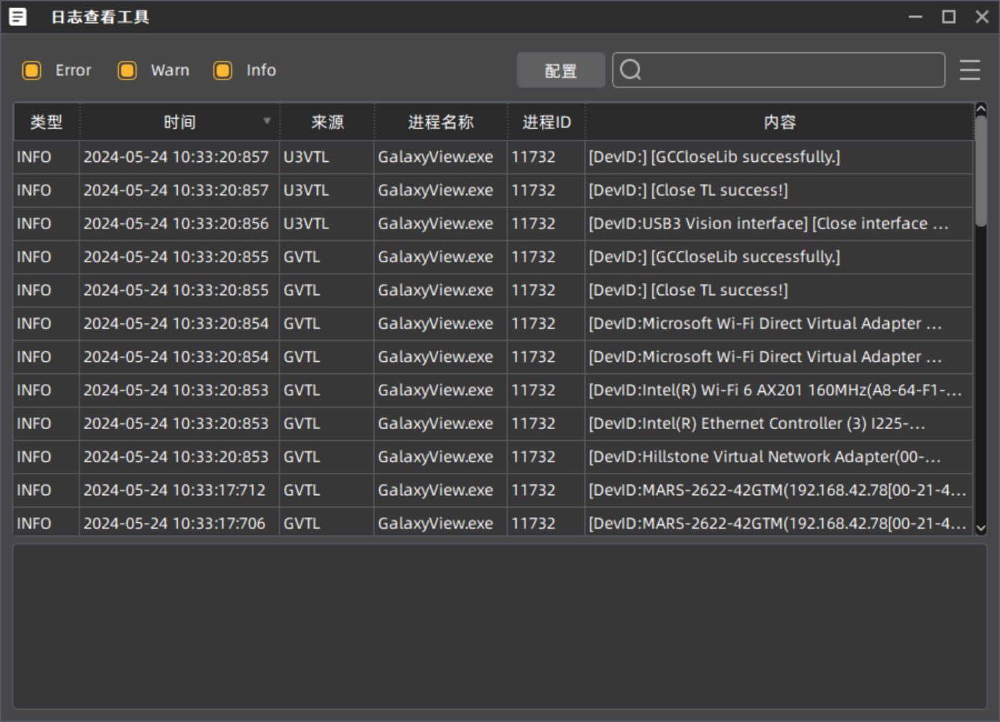 日志查看工具
Error Warn Info 配置
类型 时间 来源 进程名称 进程ID 内容
INFO 2024-05-24 10:33:20:857 U3VTL GalaxyView.exe 11732 [DevID:] [GCCloseLib successfully.]
INFO 2024-05-24 10:33:20:857 U3VTL GalaxyView.exe 11732 [DevID:] [Close TL success!]
INFO 2024-05-24 10:33:20:856 U3VTL GalaxyView.exe 11732 [DevID:USB3 Vision interface] [Close interface ...
INFO 2024-05-24 10:33:20:855 GVTL GalaxyView.exe 11732 [DevID:] [GCCloseLib successfully.]
INFO 2024-05-24 10:33:20:855 GVTL GalaxyView.exe 11732 [DevID:] [Close TL success!]
INFO 2024-05-24 10:33:20:854 GVTL GalaxyView.exe 11732 [DevID:Microsoft Wi-Fi Direct Virtual Adapter ...
INFO 2024-05-24 10:33:20:854 GVTL GalaxyView.exe 11732 [DevID:Microsoft Wi-Fi Direct Virtual Adapter ...
INFO 2024-05-24 10:33:20:853 GVTL GalaxyView.exe 11732 [DevID:Intel(R) Wi-Fi 6 AX201 160MHz(A8-64-F1-...
INFO 2024-05-24 10:33:20:853 GVTL GalaxyView.exe 11732 [DevID:Intel(R) Ethernet Controller (3) I225-...
INFO 2024-05-24 10:33:20:853 GVTL GalaxyView.exe 11732 [DevID:Hillstone Virtual Network Adapter(00-...
INFO 2024-05-24 10:33:17:712 GVTL GalaxyView.exe 11732 [DevID:MARS-2622-42GTM(192.168.42.78[00-21-4...
INFO 2024-05-24 10:33:17:706 GVTL GalaxyView.exe 11732 [DevID:MARS-2622-42GTM(192.168.42.78[00-21-4...